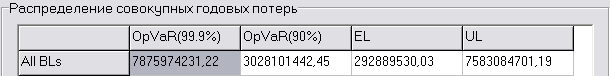 Распределение совокупных годовых потерь
OpVaR(99.9%) OpVaR(90%) EL UL
All BLs 7875974231,22 3028101442,45 292889530,03 7583084701,19